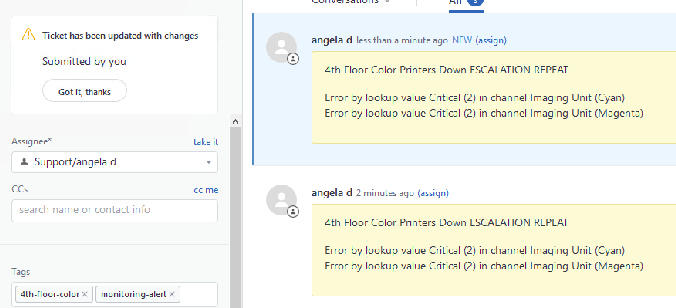 Conversations
All
Ticket has been updated with changes
Submitted by you
Got it, thanks
Assignee*
take it
Support/angela d
CCs
cc me
search name or contact info
Tags
4th-floor-color ×
monitoring-alert ×
angela d less than a minute ago NEW (assign)
4th Floor Color Printers Down ESCALATION REPEAT
Error by lookup value Critical (2) in channel Imaging Unit (Cyan)
Error by lookup value Critical (2) in channel Imaging Unit (Magenta)
angela d 2 minutes ago (assign)
4th Floor Color Printers Down ESCALATION REPEAT
Error by lookup value Critical (2) in channel Imaging Unit (Cyan)
Error by lookup value Critical (2) in channel Imaging Unit (Magenta)